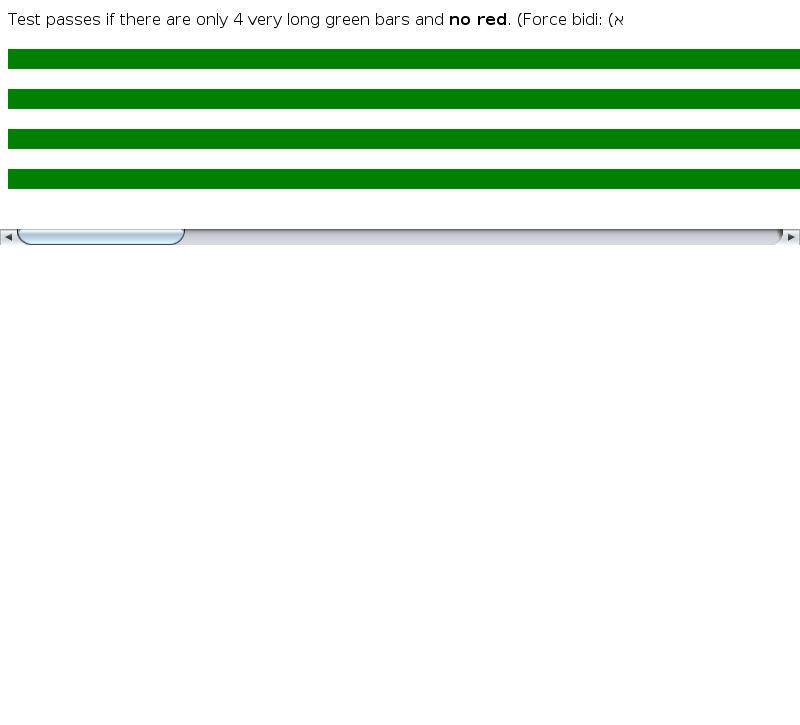 Test passes if there are only 4 very long green bars and no red. (Force bidi: (א